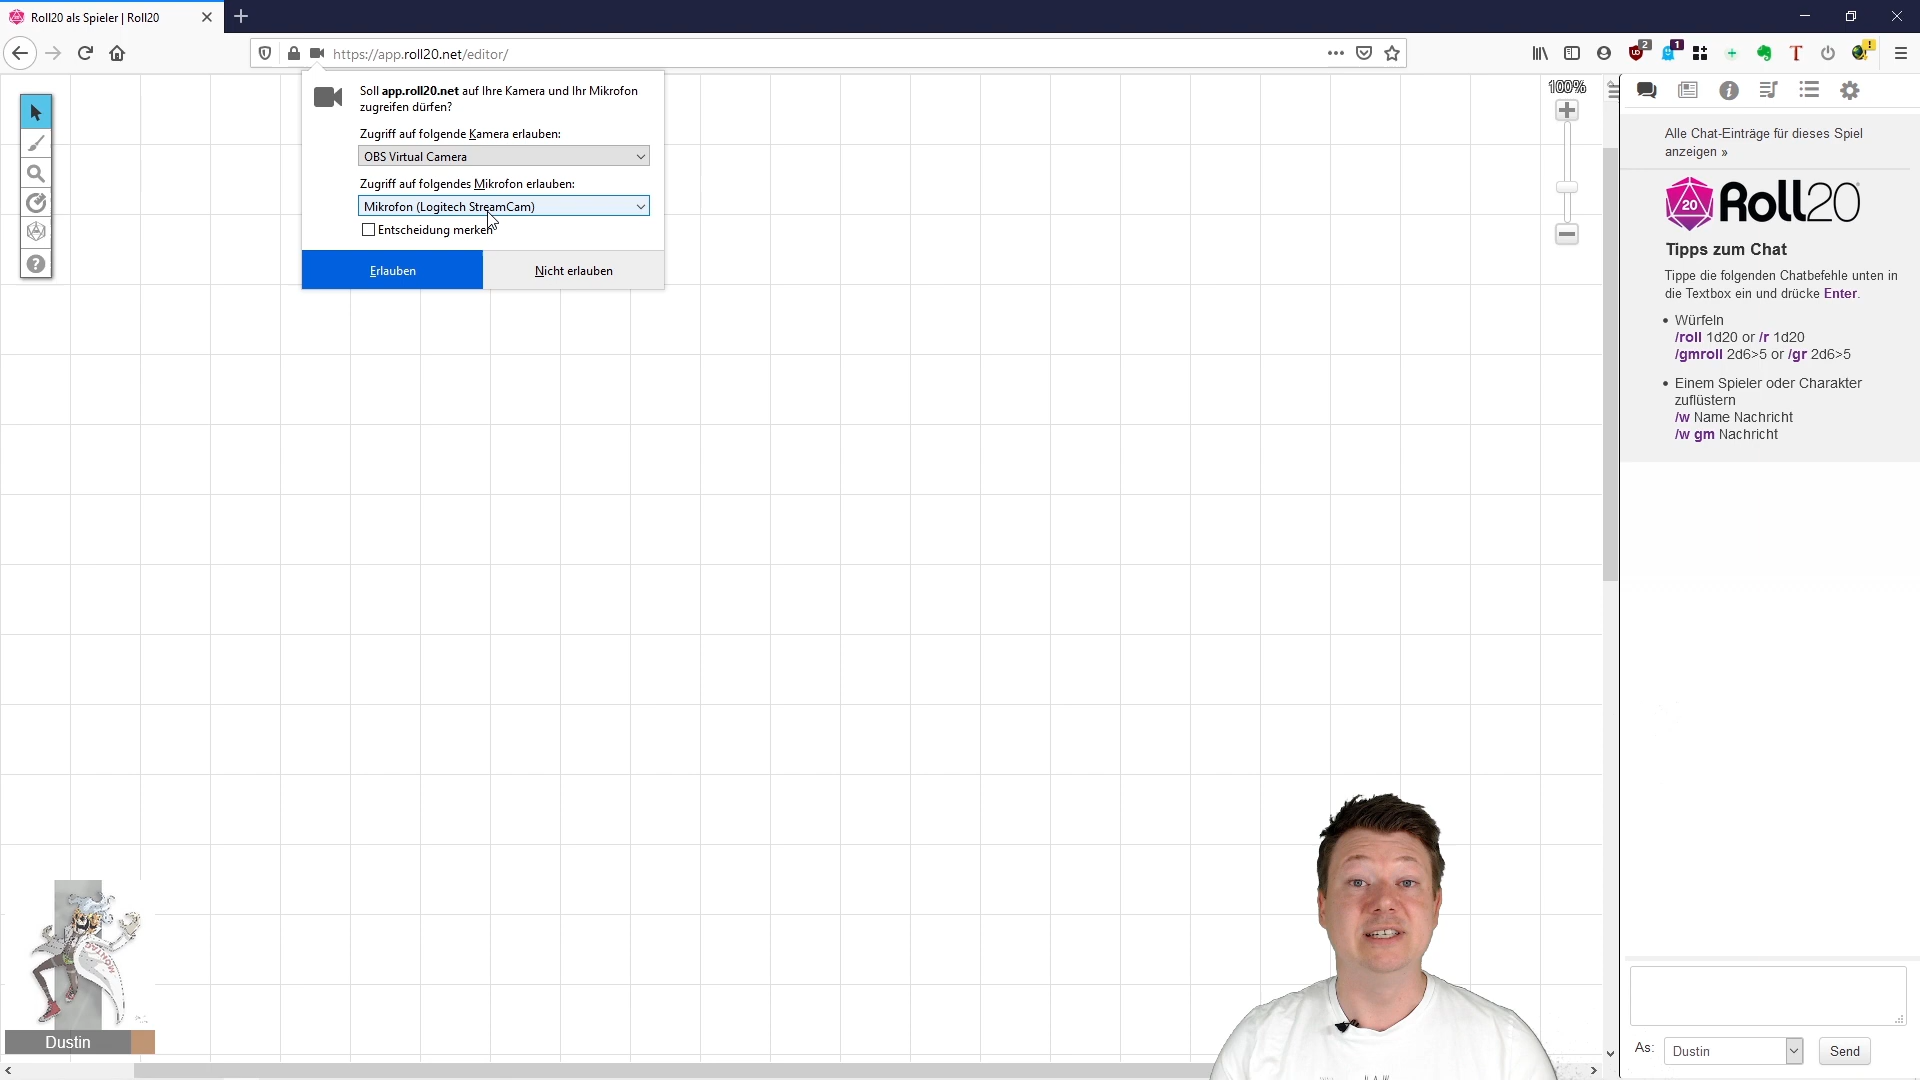 Roll20 als Spieler | Roll20
https://app.roll20.net/editor/
2
1
!
Soll app.roll20.net auf Ihre Kamera und Ihr Mikrofon
zugreifen dürfen?
Zugriff auf folgende Kamera erlauben:
OBS Virtual Camera
Zugriff auf folgendes Mikrofon erlauben:
Mikrofon (Logitech StreamCam)
Entscheidung merken
Erlauben
Nicht erlauben
100%
Alle Chat-Einträge für dieses Spiel
anzeigen »
20
Roll20
Tipps zum Chat
Tippe die folgenden Chatbefehle unten in
die Textbox ein und drücke Enter.
• Würfeln
/roll 1d20 or /r 1d20
/gmroll 2d6>5 or /gr 2d6>5
• Einem Spieler oder Charakter
zuflüstern
/w Name Nachricht
/w gm Nachricht
Dustin
As:
Dustin
Send